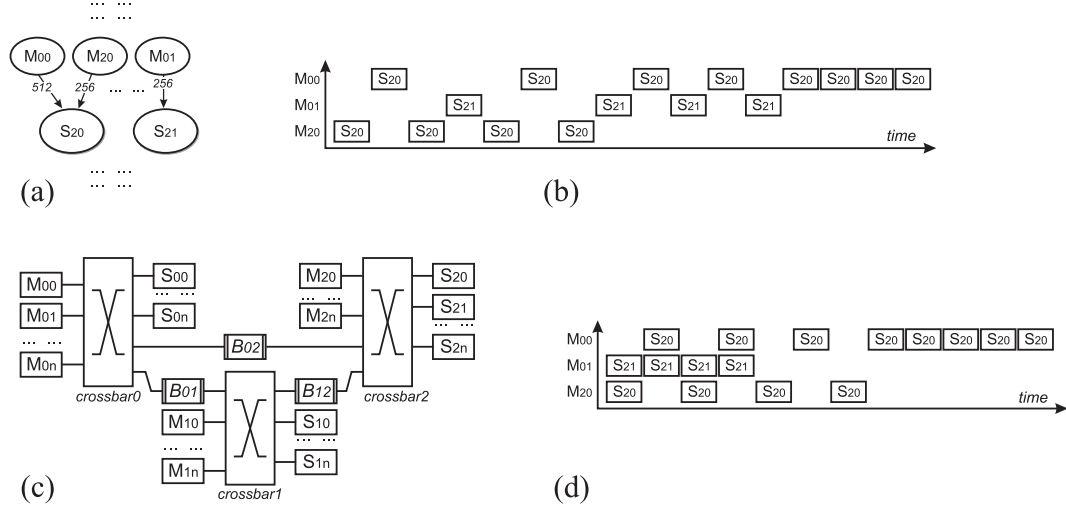 ... ...
... ...
M00 M20 M01
512 256 ... ... 256
S20 S21
... ...
... ...
(a)
M00 S20 S20 S20 S20 S20 S20 S20 S20
M01 S21 S21 S21 S21
M20 S20 S20 S20 S20
time
(b)
M00 S00 M20 S20
... ... ... ...
M01 S0n M2n S21
... ... ... ...
B02 S2n
M0n
crossbar0 B01 B12 crossbar2
M10 S10
... ... ... ...
M1n S1n
crossbar1
(c)
M00 S20 S20 S20 S20 S20 S20 S20 S20
M01 S21 S21 S21 S21
M20 S20 S20 S20 S20
time
(d)